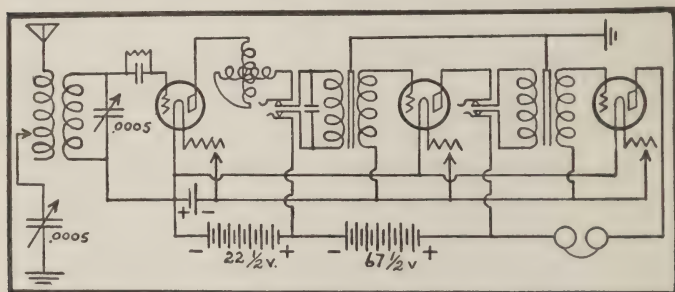 .0005
.0005
+ -
- 22 1/2 v. +
- 67 1/2 v +